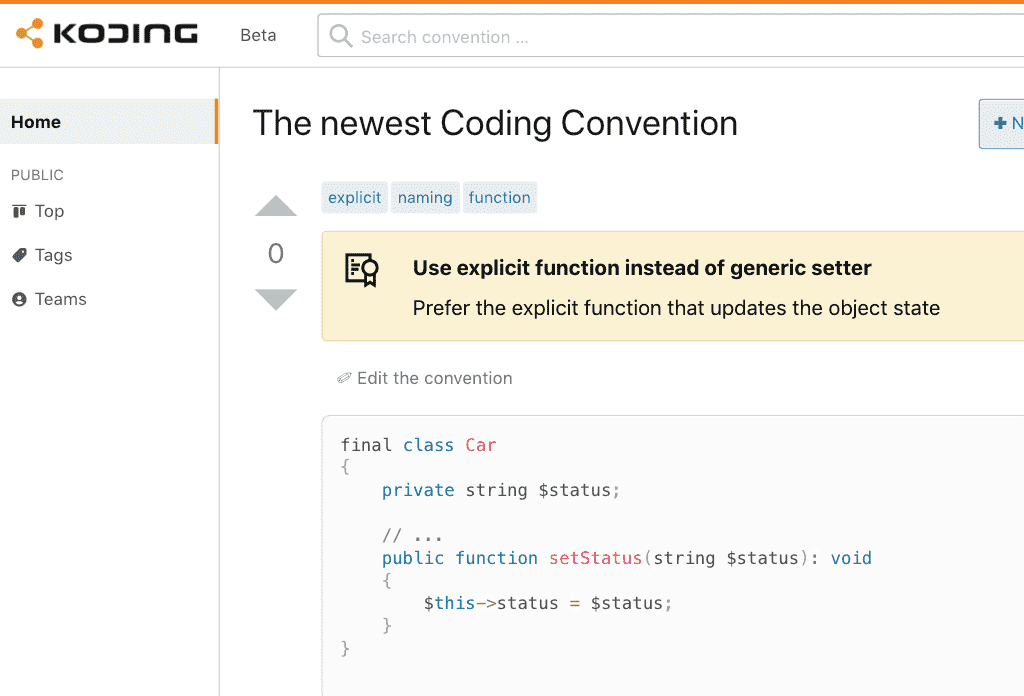 KODING Beta Search convention ...
Home
The newest Coding Convention
N
PUBLIC
Top
Tags
Teams
explicit naming function
0
Use explicit function instead of generic setter
Prefer the explicit function that updates the object state
Edit the convention
final class Car
{
    private string $status;
    // ...
    public function setStatus(string $status): void
    {
        $this->status = $status;
    }
}